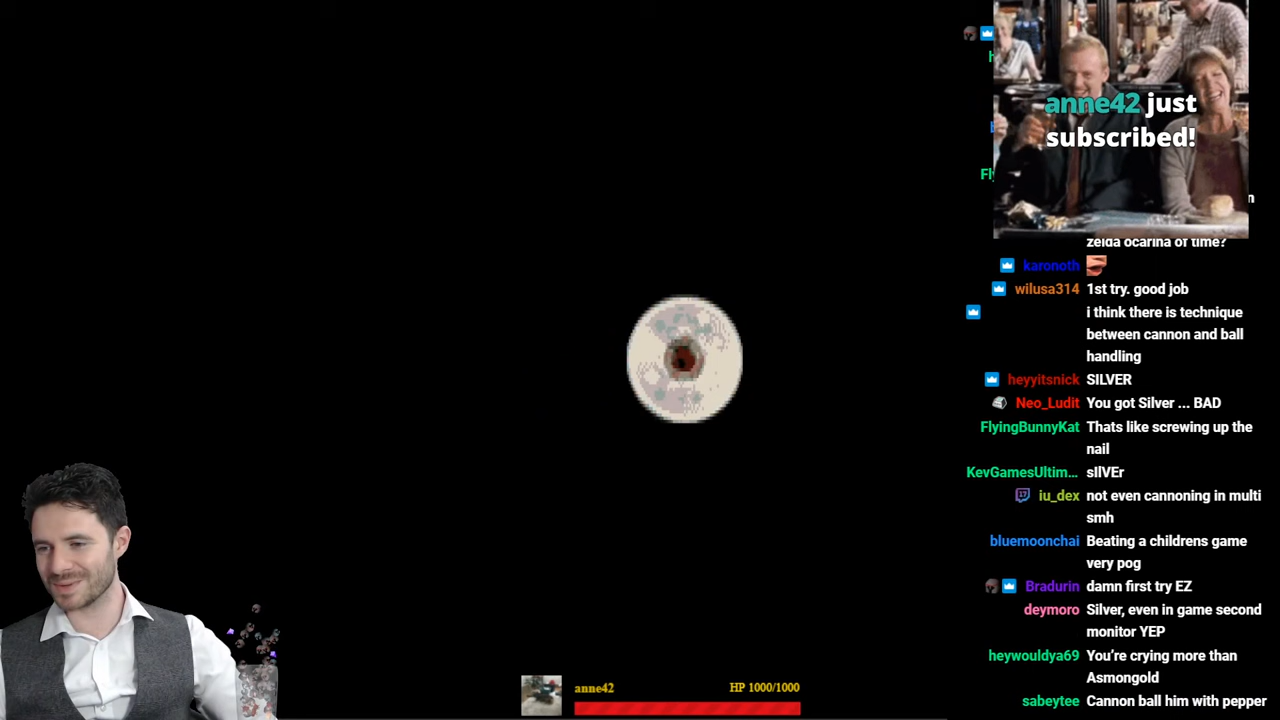 anne42 just
subscribed!
zelda ocarina of time?
karonoth
wilusa314 1st try. good job
i think there is technique
between cannon and ball
handling
heyyitsnick SILVER
Neo_Ludit You got Silver ... BAD
FlyingBunnyKat Thats like screwing up the
nail
KevGamesUltim... sIlVEr
iu_dex not even cannoning in multi
smh
bluemoonchai Beating a childrens game
very pog
Bradurin damn first try EZ
deymoro Silver, even in game second
monitor YEP
heywouldya69 You're crying more than
Asmongold
sabeytee Cannon ball him with pepper
anne42 HP 1000/1000